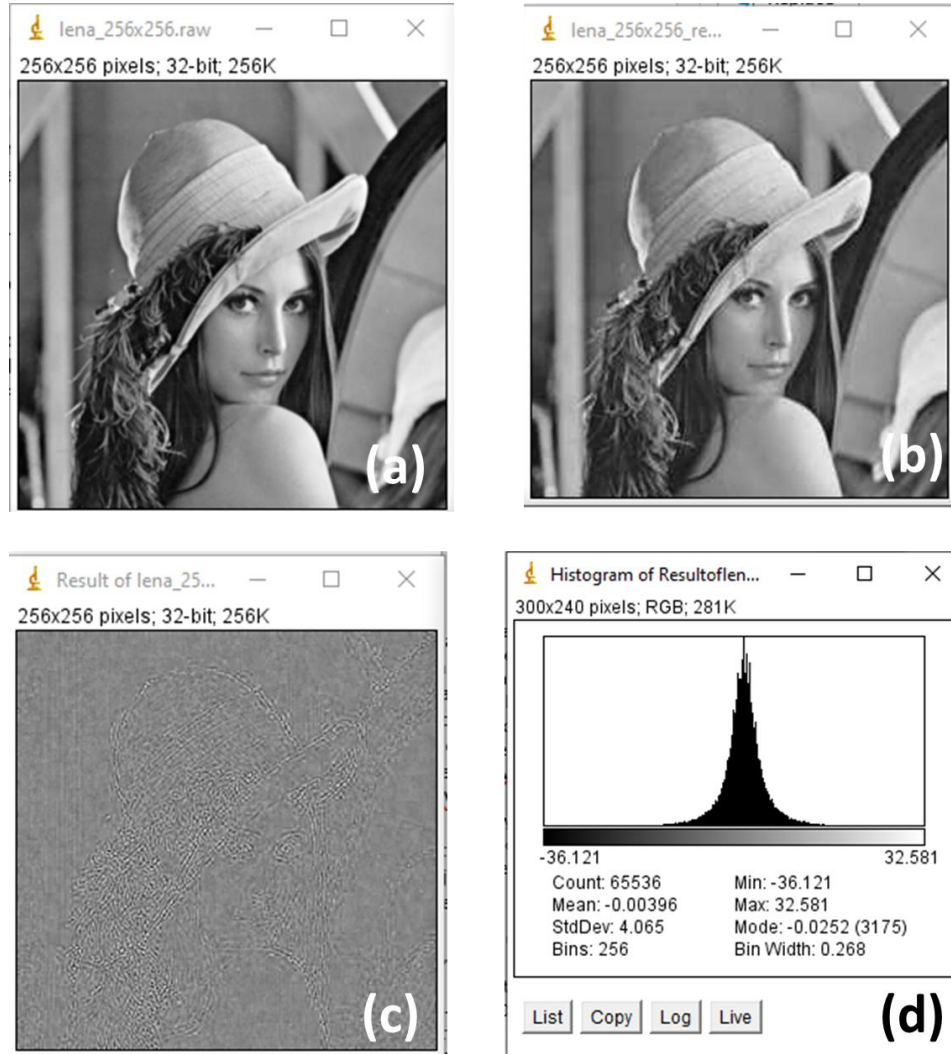 lena_256x256.raw
256x256 pixels; 32-bit; 256K
(a)
lena_256x256_re...
256x256 pixels; 32-bit; 256K
(b)
Result of lena_25...
256x256 pixels; 32-bit; 256K
(c)
Histogram of Resultoflen...
300x240 pixels; RGB; 281K
-36.121 32.581
Count: 65536 Min: -36.121
Mean: -0.00396 Max: 32.581
StdDev: 4.065 Mode: -0.0252 (3175)
Bins: 256 Bin Width: 0.268
List Copy Log Live
(d)